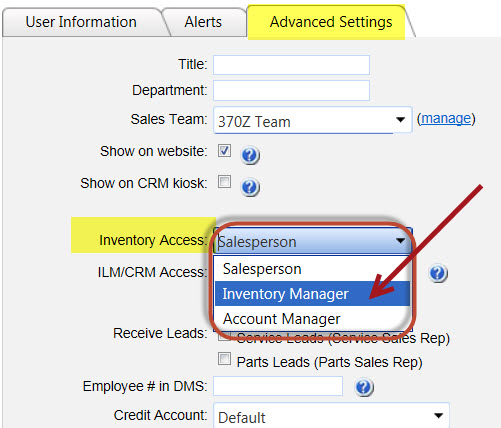 User Information Alerts Advanced Settings
Title:
Department:
Sales Team: 370Z Team (manage)
Show on website:
Show on CRM kiosk:
Inventory Access: Salesperson
ILM/CRM Access: Salesperson
Inventory Manager
Account Manager
Receive Leads: Service Leads (Service Sales Rep)
Parts Leads (Parts Sales Rep)
Employee # in DMS:
Credit Account: Default